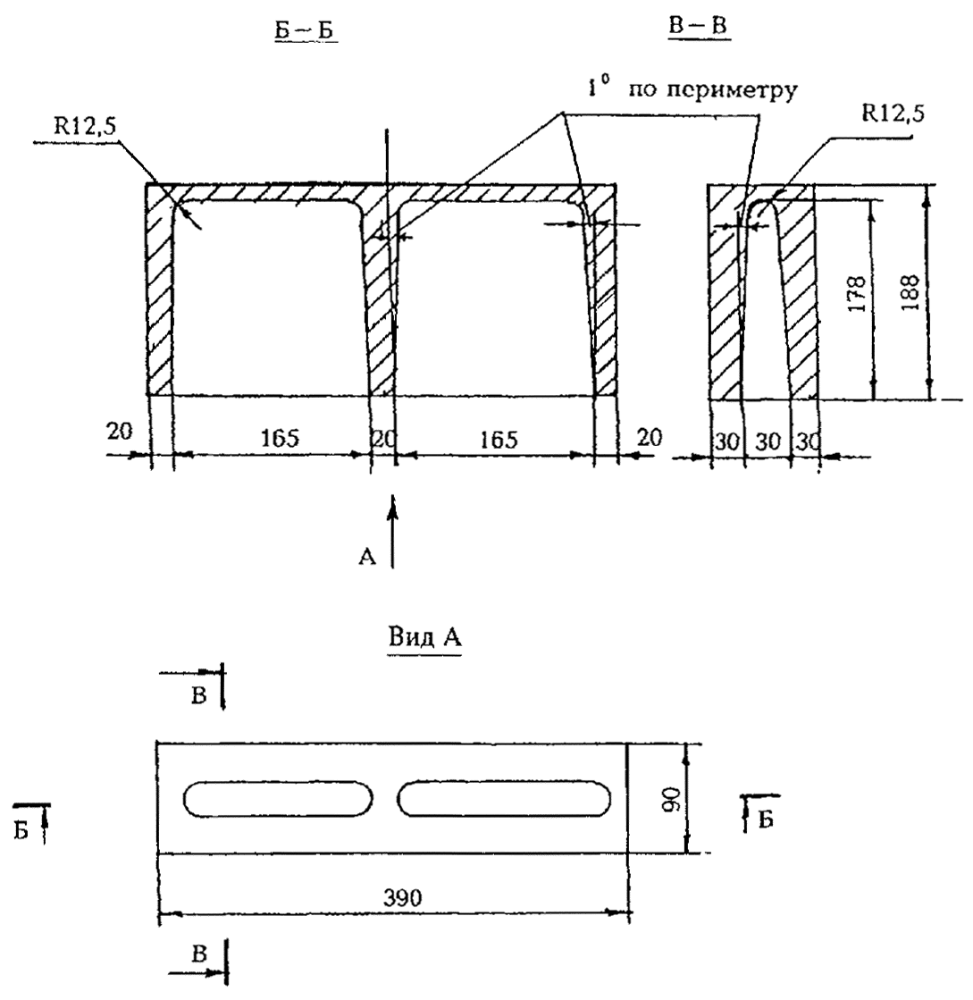 Б – Б
В – В
1° по периметру
R12,5
R12,5
178
188
20
165
20
165
20
30
30
30
А
Вид А
В
Б
90
Б
390
В